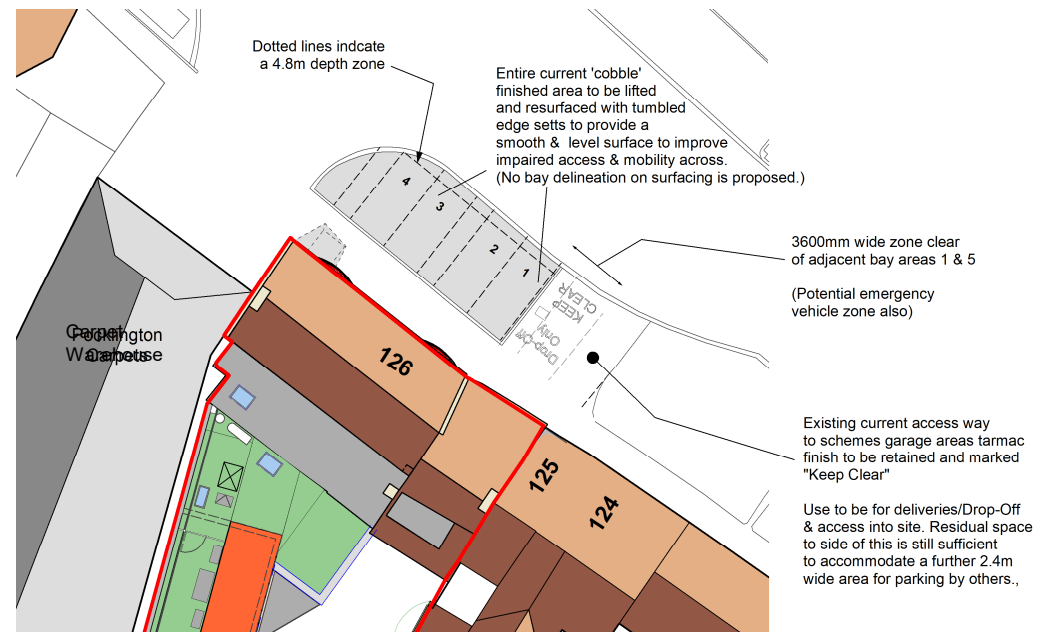 Dotted lines indcate
a 4.8m depth zone
Entire current 'cobble'
finished area to be lifted
and resurfaced with tumbled
edge setts to provide a
smooth & level surface to improve
impaired access & mobility across.
(No bay delineation on surfacing is proposed.)
4
3
2
1
3600mm wide zone clear
of adjacent bay areas 1 & 5
(Potential emergency
vehicle zone also)
KEEP
CLEAR
Drop-Off
Only
Carpet
Warehouse
Pocklington
Carpets
126
125
124
Existing current access way
to schemes garage areas tarmac
finish to be retained and marked
"Keep Clear"
Use to be for deliveries/Drop-Off
& access into site. Residual space
to side of this is still sufficient
to accommodate a further 2.4m
wide area for parking by others.,